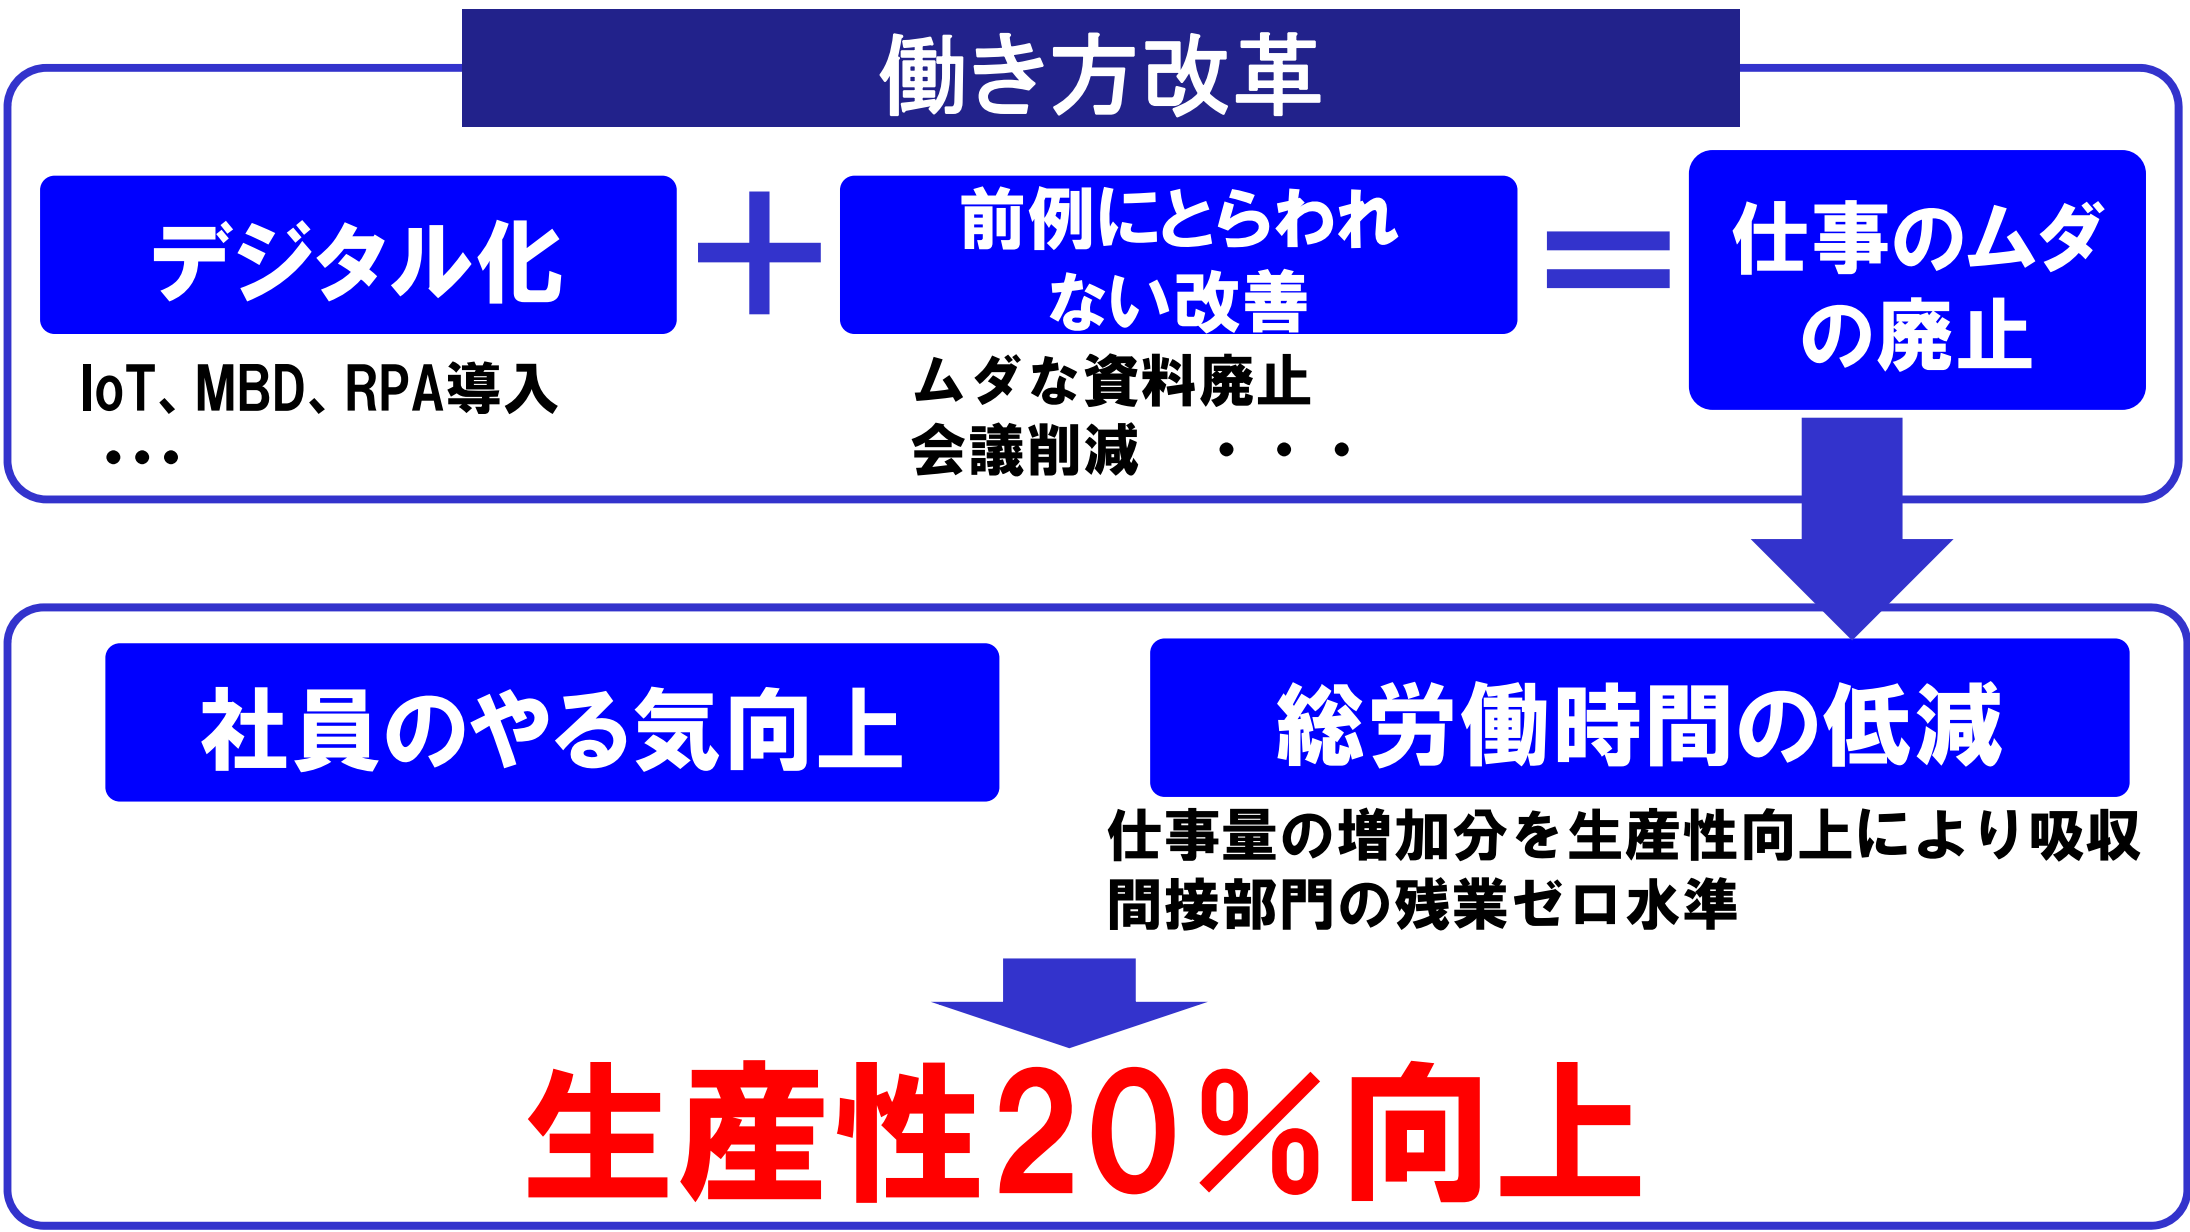 働き方改革
デジタル化
+
前例にとらわれ
ない改善
=
仕事のムダ
の廃止
IoT、MBD、RPA導入
・・・
ムダな資料廃止
会議削減　・・・
社員のやる気向上
総労働時間の低減
仕事量の増加分を生産性向上により吸収
間接部門の残業ゼロ水準
生産性20%向上